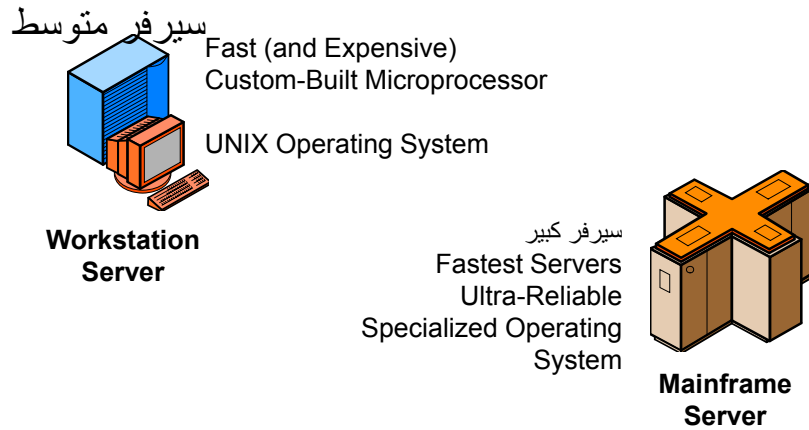 سيرفر متوسط
Fast (and Expensive)
Custom-Built Microprocessor
UNIX Operating System
Workstation
Server
سيرفر كبير
Fastest Servers
Ultra-Reliable
Specialized Operating
System
Mainframe
Server